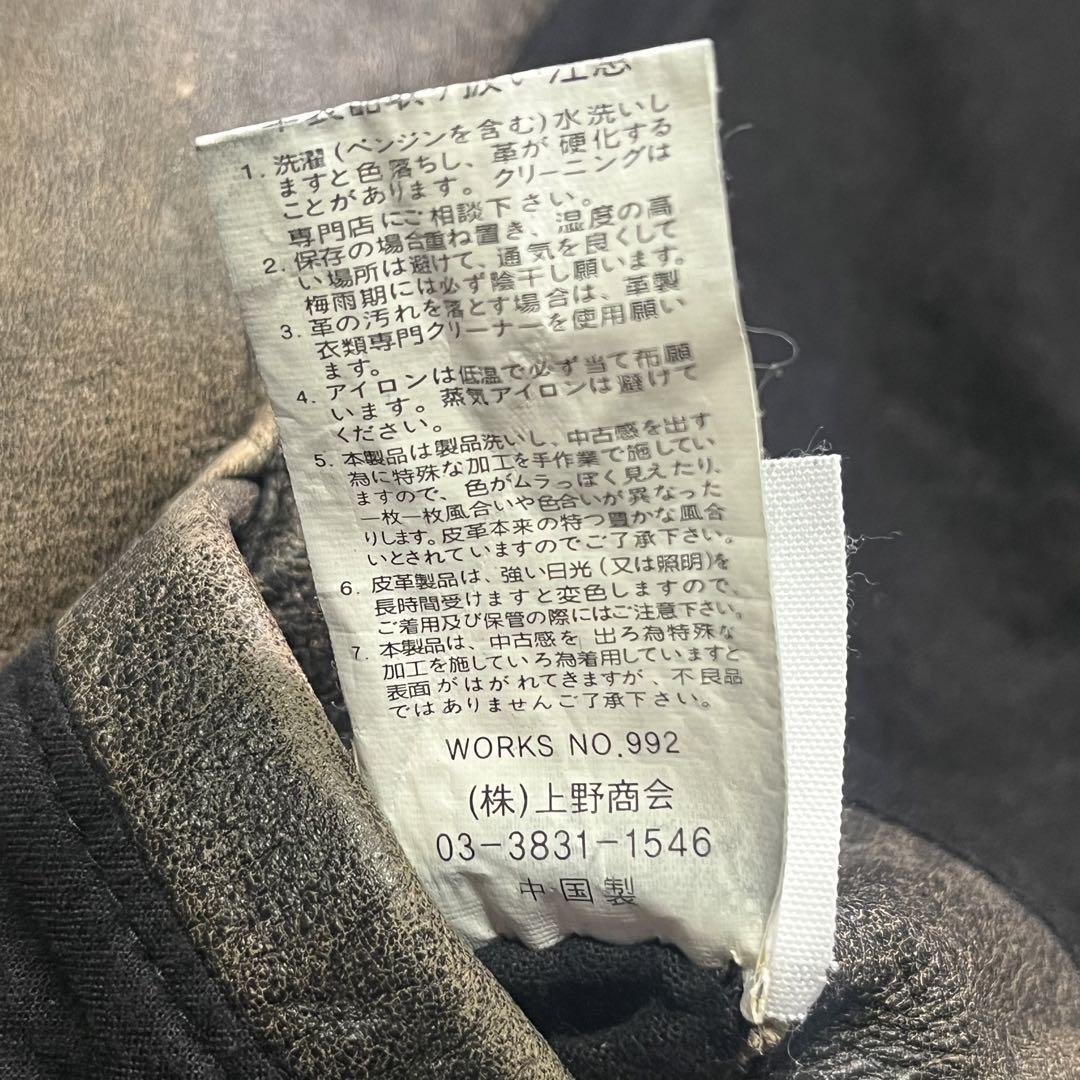 革製品取り扱い注意
1. 洗濯(ベンジンを含む)水洗いし
ますと色落ちし、革が硬化する
ことがあります。クリーニングは
専門店にご相談下さい。
2. 保存の場合重ね置き、湿度の高
い場所は避けて、通気を良くして
梅雨期には必ず陰干し願います。
3. 革の汚れを落とす場合は、革製
衣類専門クリーナーを使用願い
ます。
4. アイロンは低温で必ず当て布願
います。蒸気アイロンは避けて
ください。
5. 本製品は製品洗いし、中古感を出す
為に特殊な加工を手作業で施してい
ますので、色がムラっぽく見えたり、
一枚一枚風合いや色合いが異なった
りします。皮革本来の特つ豊かな風合
いとされていますのでご了承下さい。
6. 皮革製品は、強い日光(又は照明)を
長時間受けますと変色しますので、
ご着用及び保管の際にはご注意下さい。
7. 本製品は、中古感を 出ろ為特殊な
加工を施していろ為着用していますと
表面がはがれてきますが、不良品
ではありませんご了承下さい。
WORKS NO.992
(株)上野商会
03-3831-1546
中国製